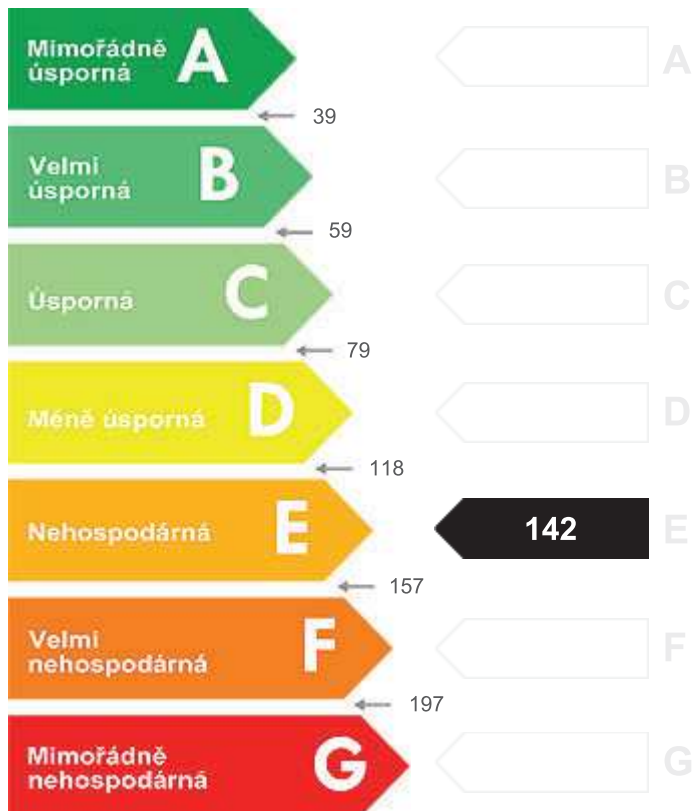 Mimořádně
úsporná
A
A
39
Velmi
úsporná
B
B
59
Úsporná
C
C
79
Méně úsporná
D
D
118
Nehospodárná
E
142
E
157
Velmi
nehospodárná
F
F
197
Mimořádně
nehospodárná
G
G